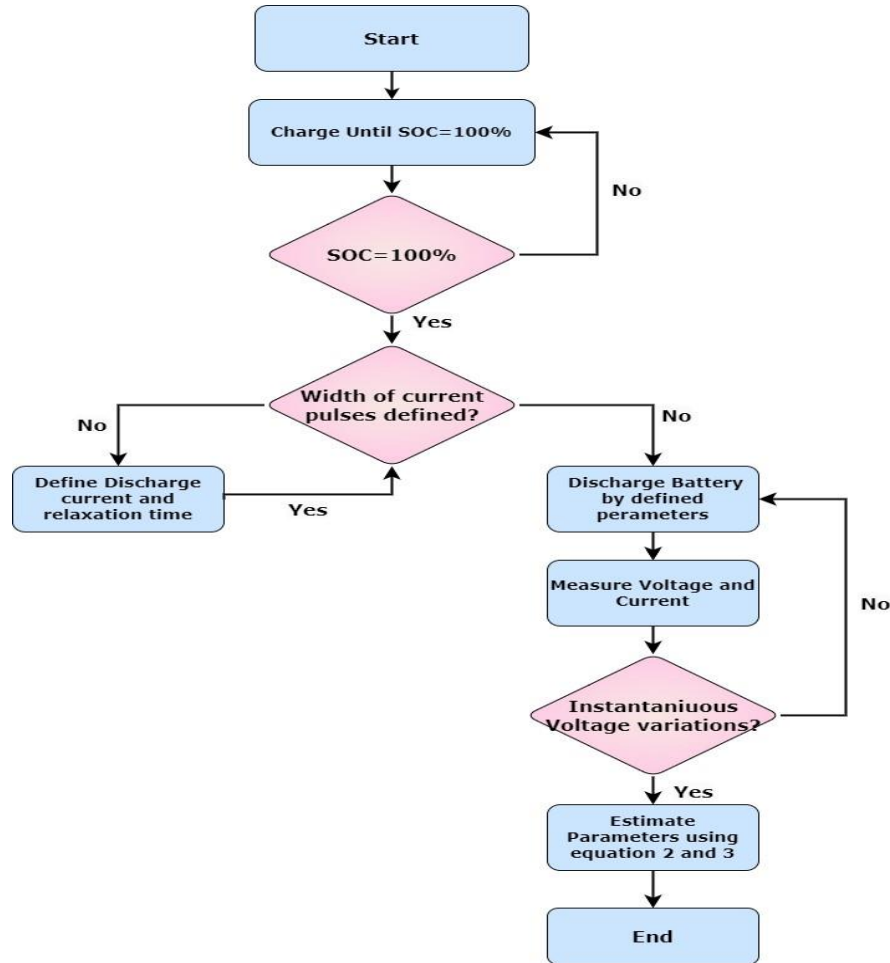 Start
Charge Until SOC=100%
No
SOC=100%
Yes
Width of current
pulses defined?
No
No
Define Discharge
current and
relaxation time
Yes
Discharge Battery
by defined
perameters
Measure Voltage and
Current
No
Instantaniuous
Voltage variations?
Yes
Estimate
Parameters using
equation 2 and 3
End